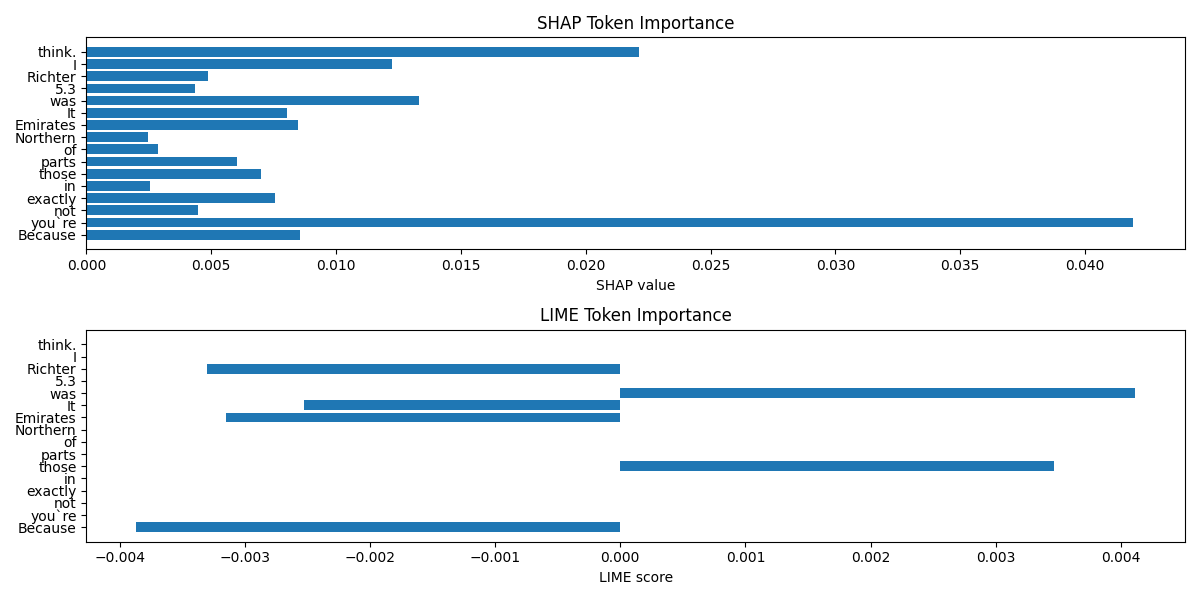 SHAP Token Importance
think.
I
Richter
5.3
was
It
Emirates
Northern
of
parts
those
in
exactly
not
you`re
Because
0.000 0.005 0.010 0.015 0.020 0.025 0.030 0.035 0.040
SHAP value
LIME Token Importance
think.
I
Richter
5.3
was
It
Emirates
Northern
of
parts
those
in
exactly
not
you`re
Because
−0.004 −0.003 −0.002 −0.001 0.000 0.001 0.002 0.003 0.004
LIME score